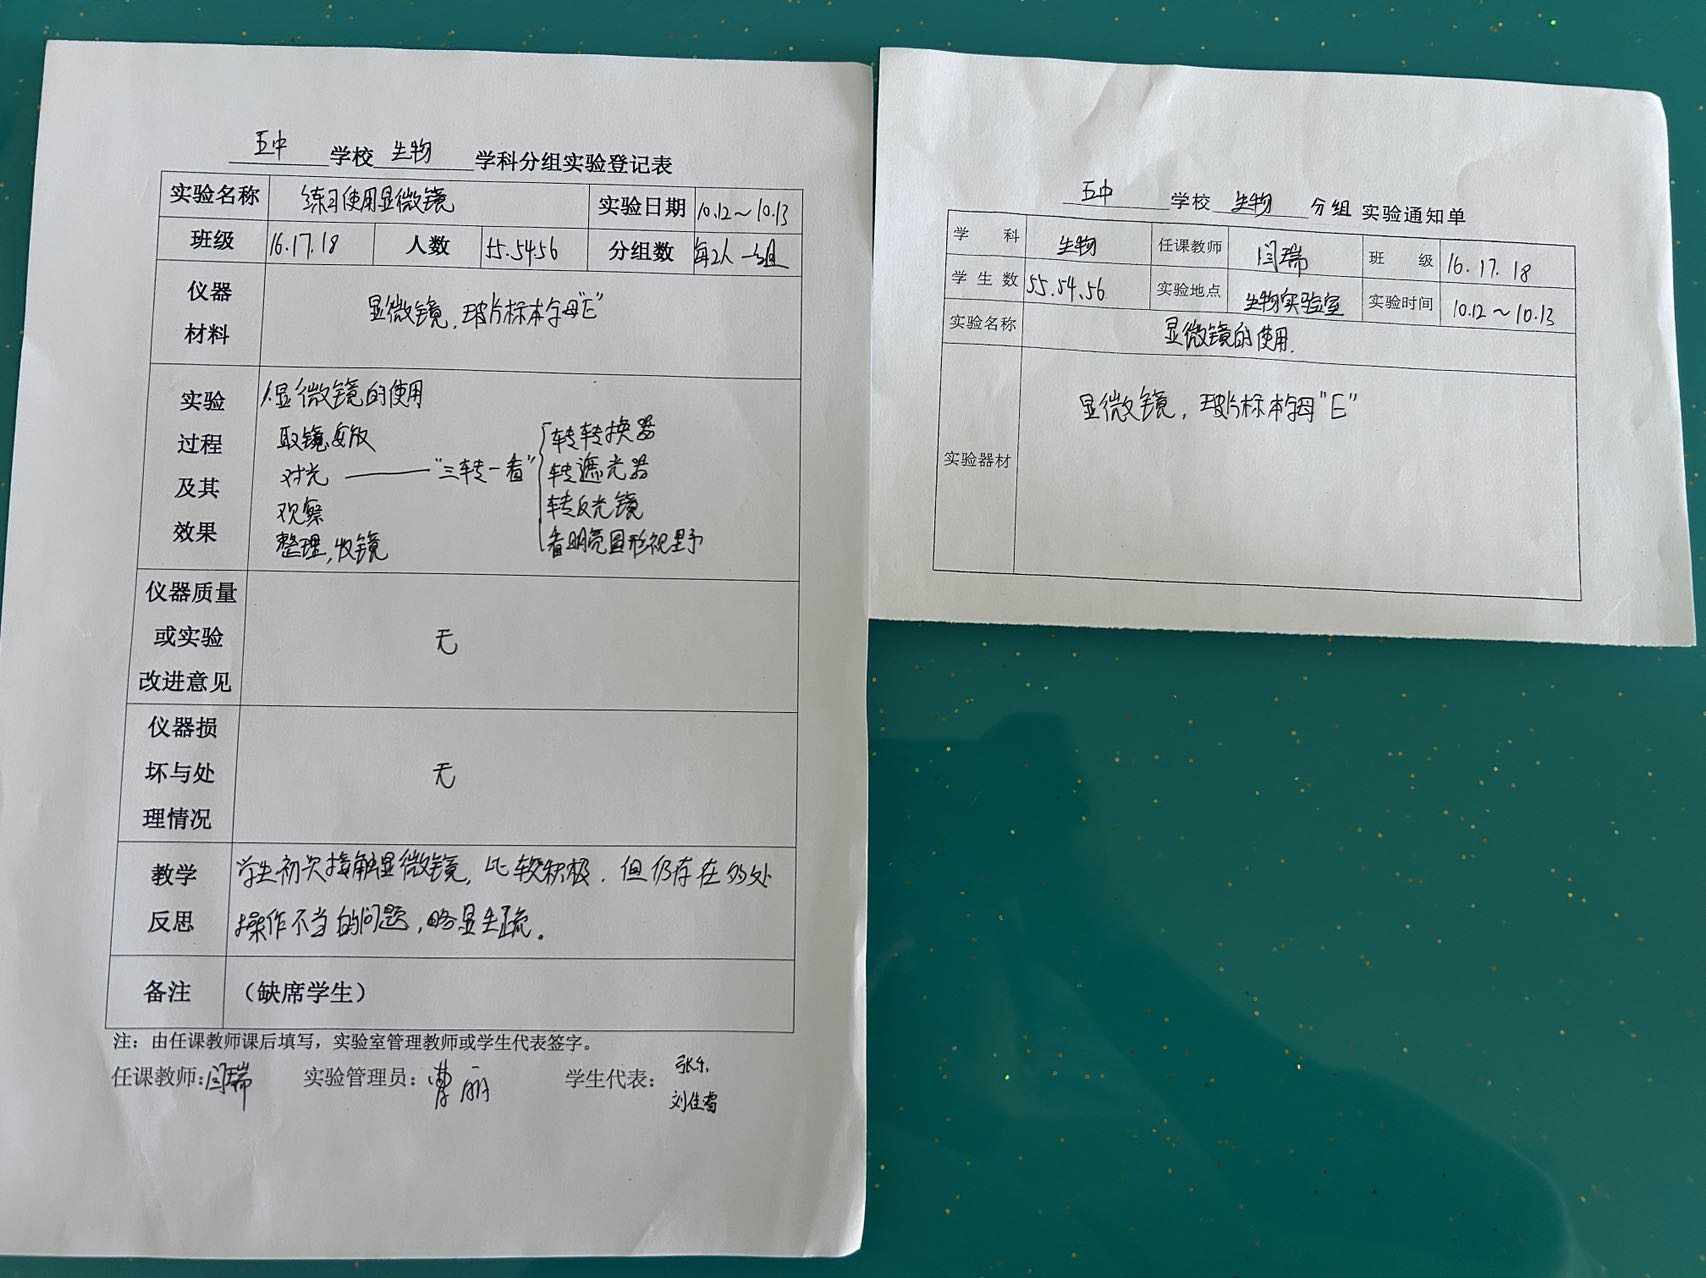 五中 学校 生物 学科分组实验登记表
实验名称 练习使用显微镜 实验日期 10.12～10.13
班级 16.17.18 人数 55.54.56 分组数 每2人一组
仪器
材料
显微镜，玻片标本字母"E"
实验
过程
及其
效果
1.显微镜的使用
取镜安放
对光 —— "三转一看"
观察
整理，收镜
转转换器
转遮光器
转反光镜
看明亮圆形视野
仪器质量
或实验
改进意见
无
仪器损
坏与处
理情况
无
教学
反思
学生初次接触显微镜，比较积极．但仍存在多处
操作不当的问题，略显生疏。
备注 （缺席学生）
注：由任课教师课后填写，实验室管理教师或学生代表签字。
任课教师：闫瑞 实验管理员：曹丽 学生代表：
刘佳
五中 学校 生物 分组 实验通知单
学科 生物 任课教师 闫瑞 班级 16.17.18
学生数 55.54.56 实验地点 生物实验室 实验时间 10.12～10.13
实验名称 显微镜的使用.
实验器材
显微镜，玻片标本字母"E"